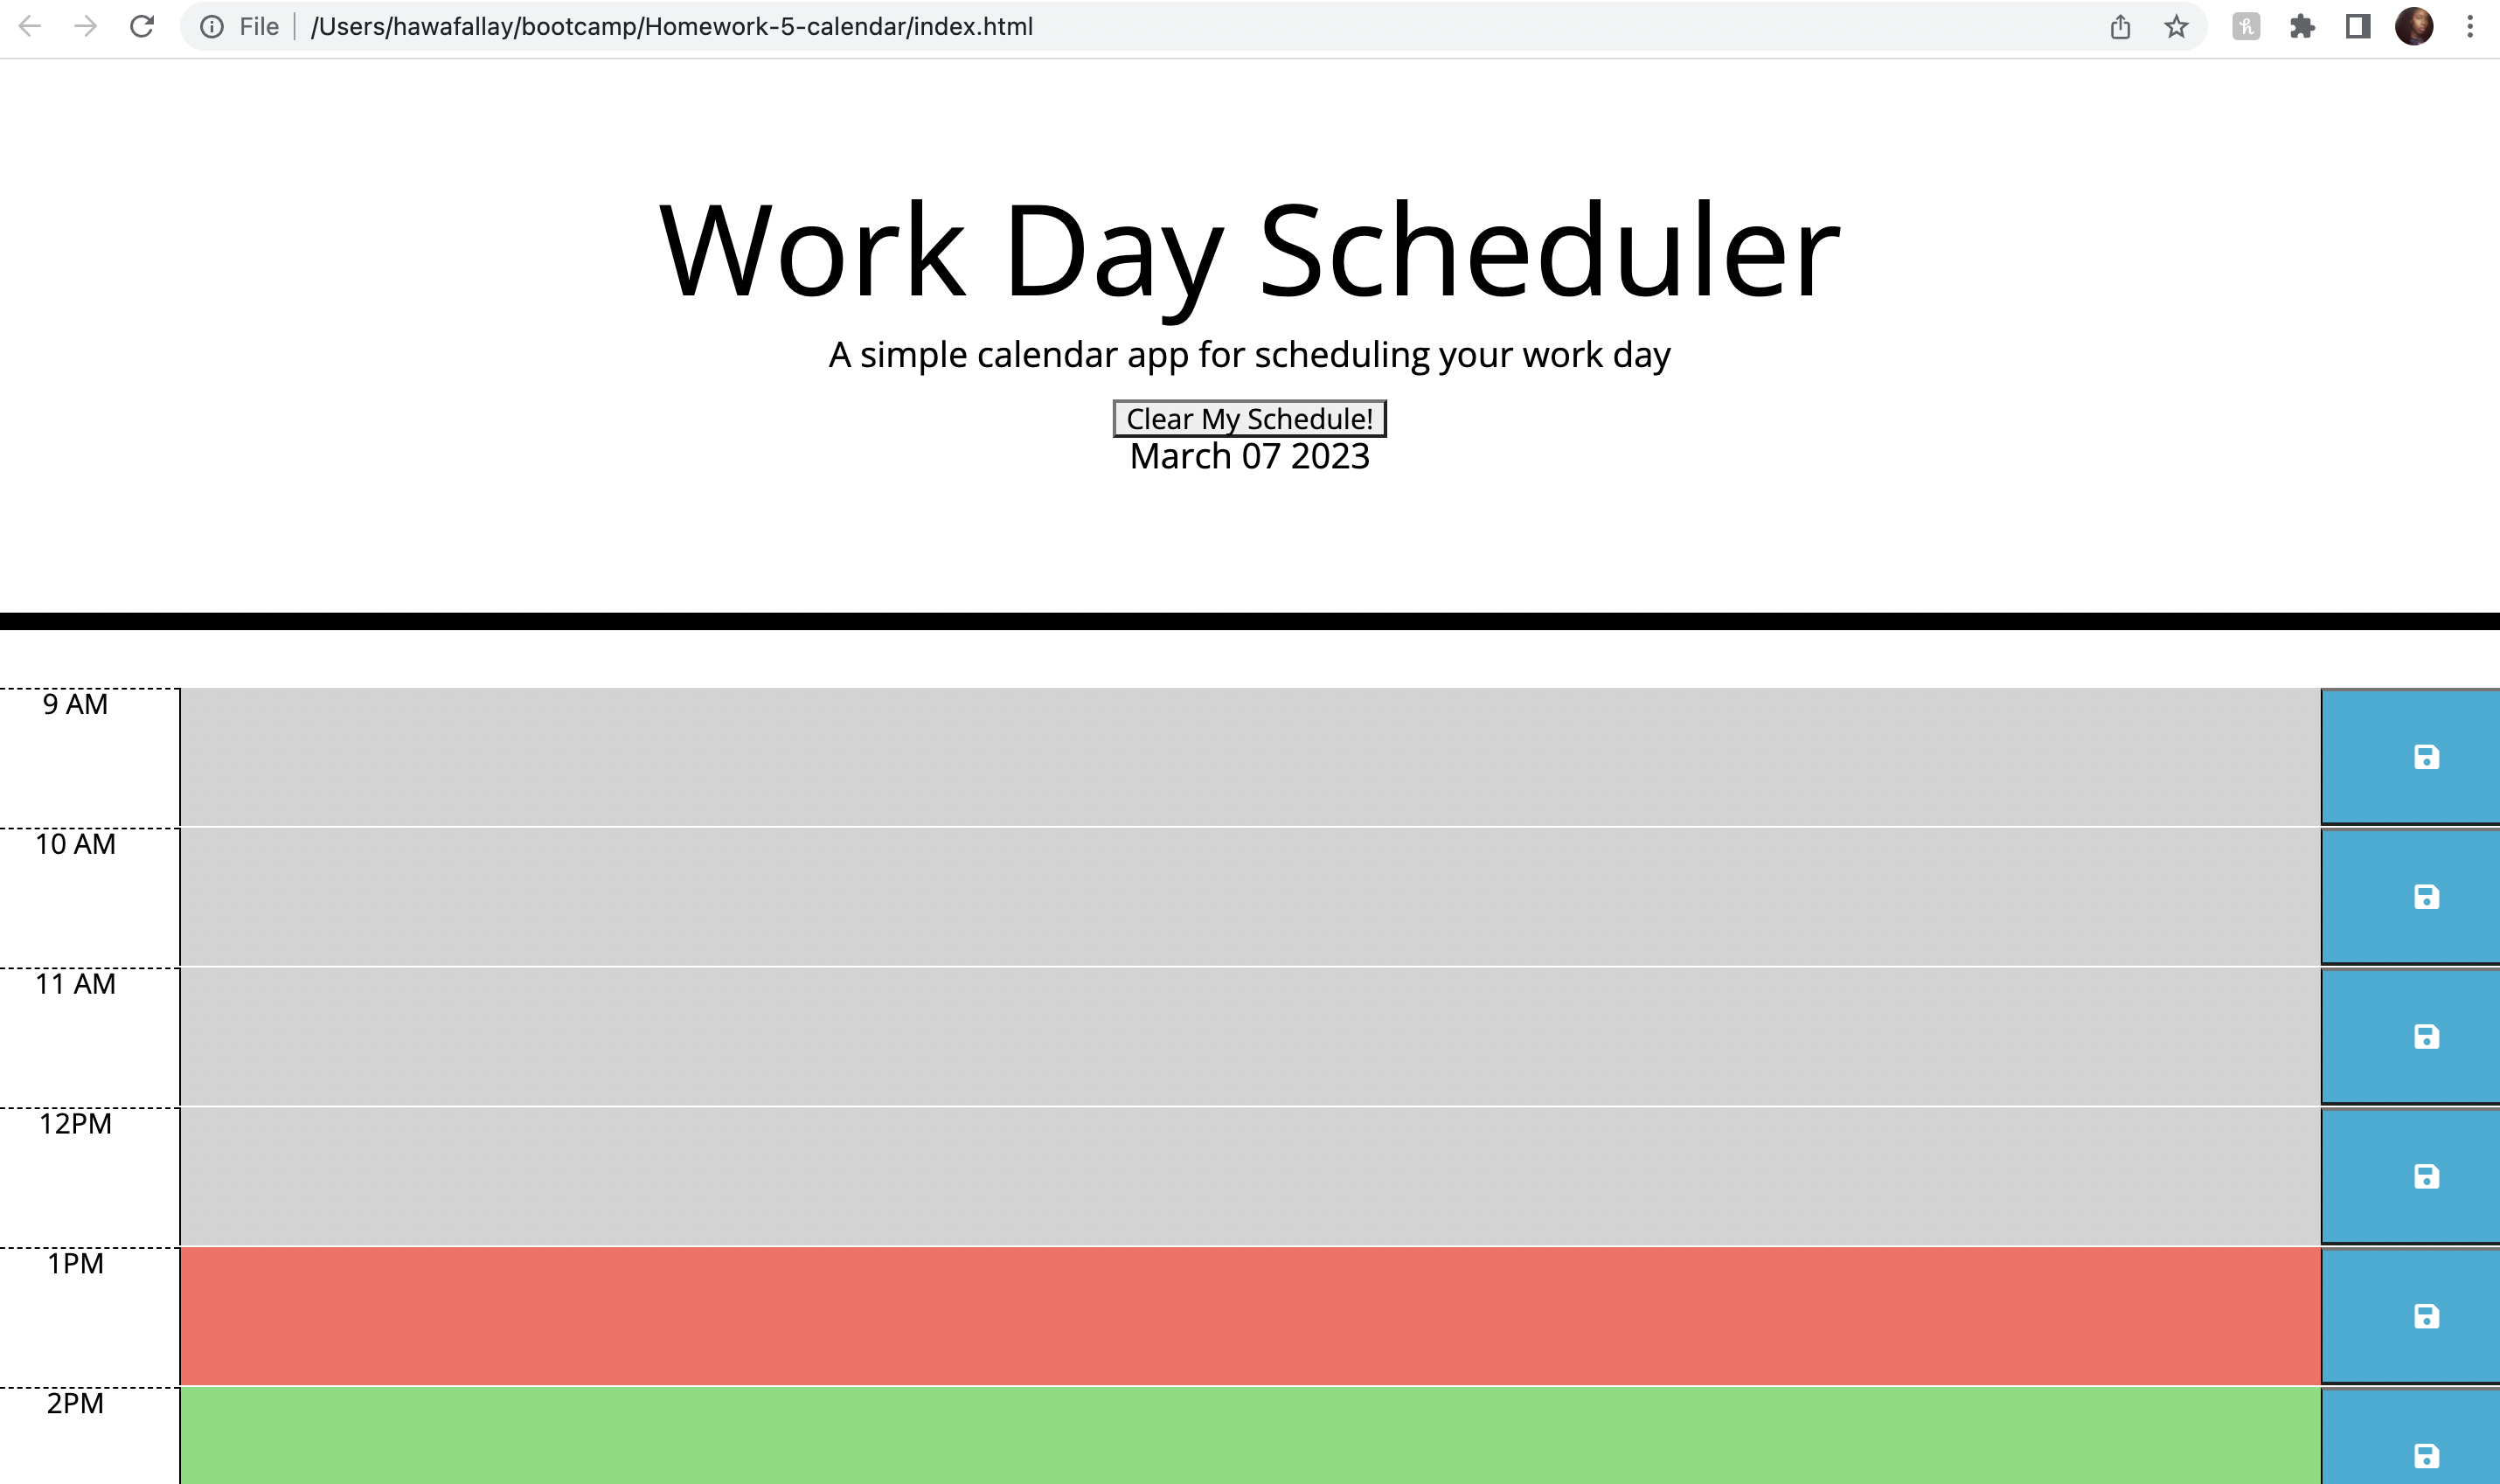 File /Users/hawafallay/bootcamp/Homework-5-calendar/index.html
Work Day Scheduler
A simple calendar app for scheduling your work day
Clear My Schedule!
March 07 2023
9 AM
10 AM
11 AM
12PM
1PM
2PM